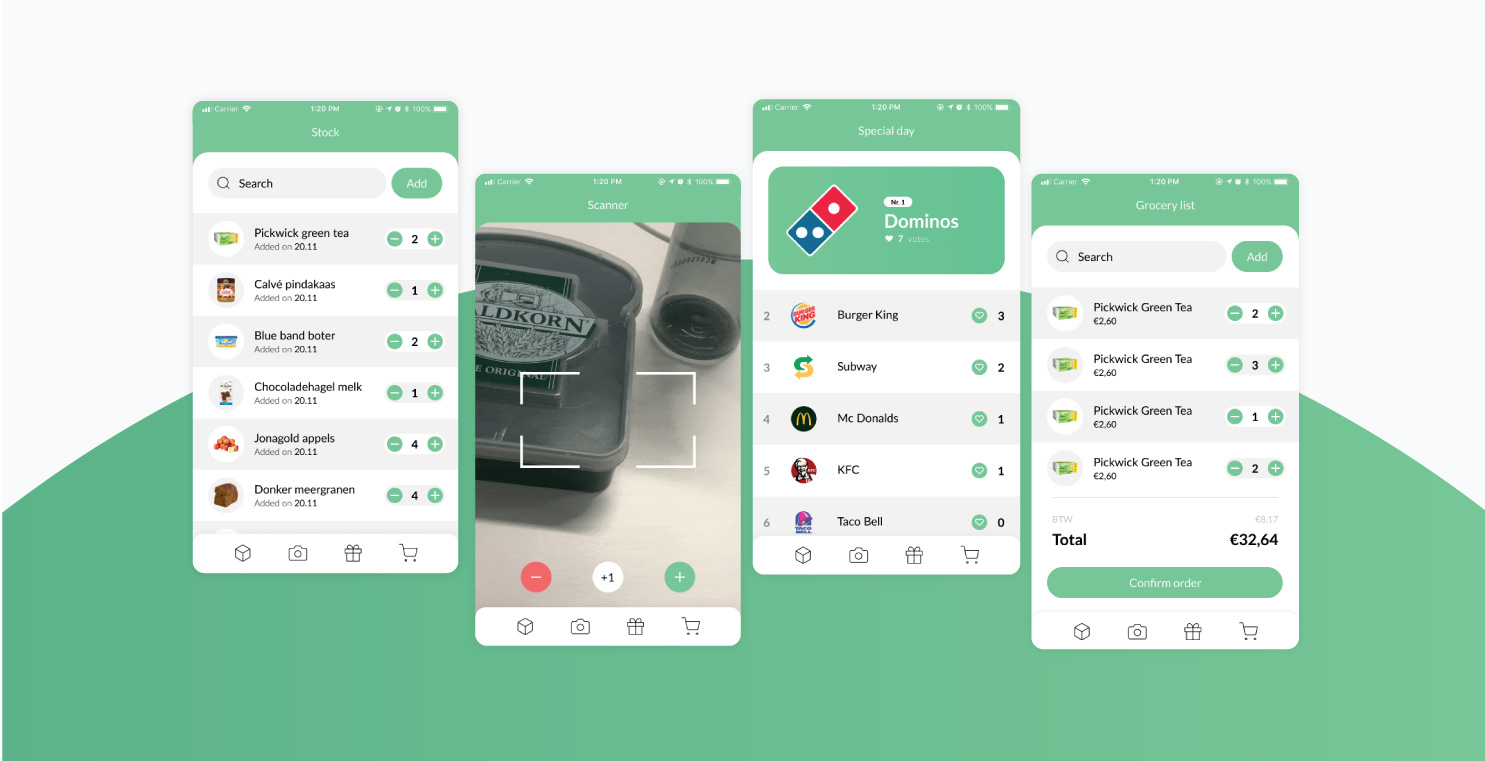 Carrier
1:20 PM
100%
Stock
Search
Add
Pickwick green tea
Added on 20.11
2
Calvé pindakaas
Added on 20.11
1
Blue band boter
Added on 20.11
2
Chocoladehagel melk
Added on 20.11
1
Jonagold appels
Added on 20.11
4
Donker meergranen
Added on 20.11
4
Carrier
1:20 PM
100%
Scanner
ALDKORN
E ORIGINAL
+1
Carrier
1:20 PM
100%
Special day
Nr. 1
Dominos
7 votes
2
BURGER KING
Burger King
3
3
Subway
2
4
Mc Donalds
1
5
KFC
KFC
1
6
TACO BELL
Taco Bell
0
Carrier
1:20 PM
100%
Grocery list
Search
Add
Pickwick Green Tea
€2,60
2
Pickwick Green Tea
€2,60
3
Pickwick Green Tea
€2,60
1
Pickwick Green Tea
€2,60
2
BTW
€8,17
Total
€32,64
Confirm order